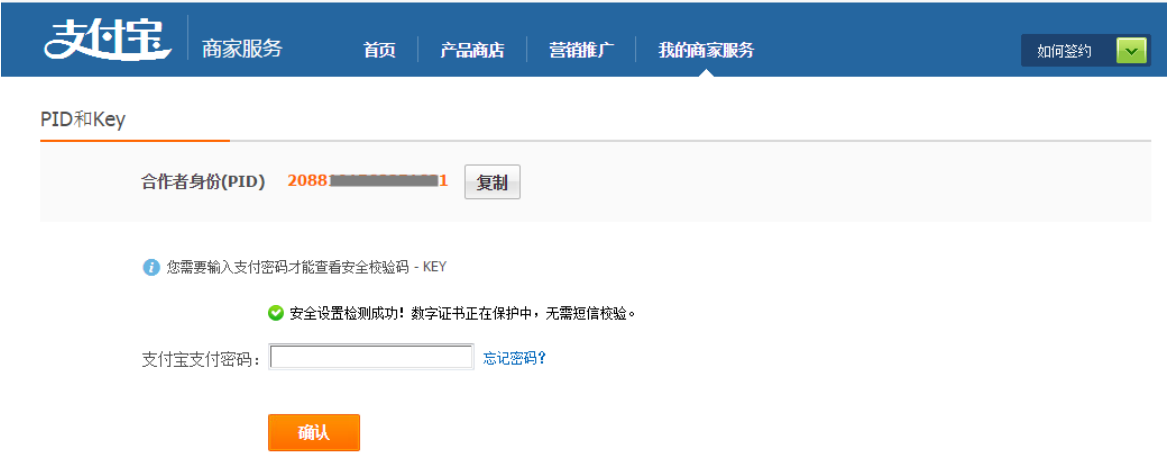 支付宝 商家服务 首页 产品商店 营销推广 我的商家服务 如何签约
PID和Key
合作者身份(PID) 2088 1 复制
您需要输入支付密码才能查看安全校验码 - KEY
安全设置检测成功！数字证书正在保护中，无需短信校验。
支付宝支付密码： 忘记密码?
确认